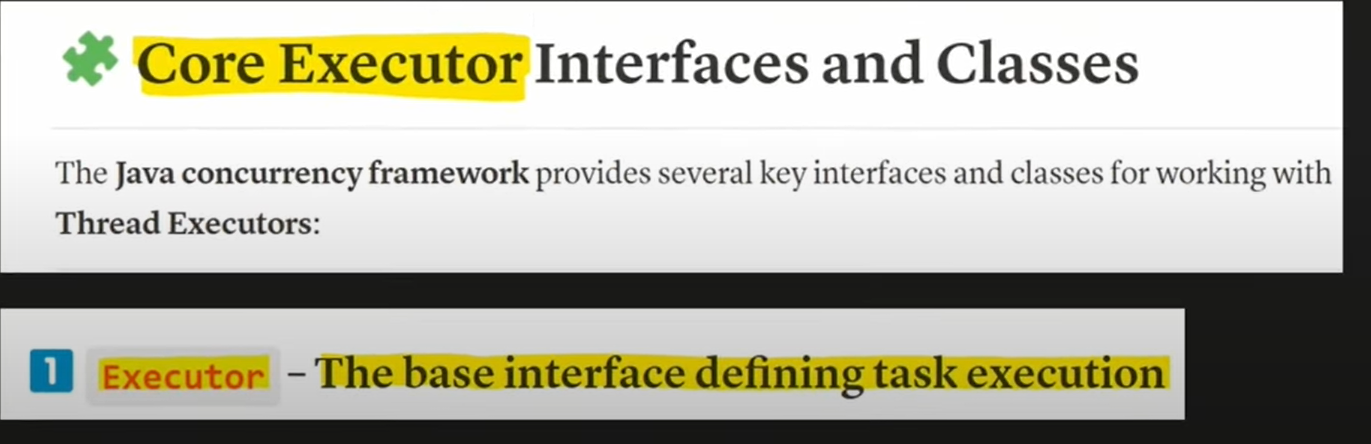 Core Executor Interfaces and Classes
The Java concurrency framework provides several key interfaces and classes for working with
Thread Executors:
1 Executor – The base interface defining task execution